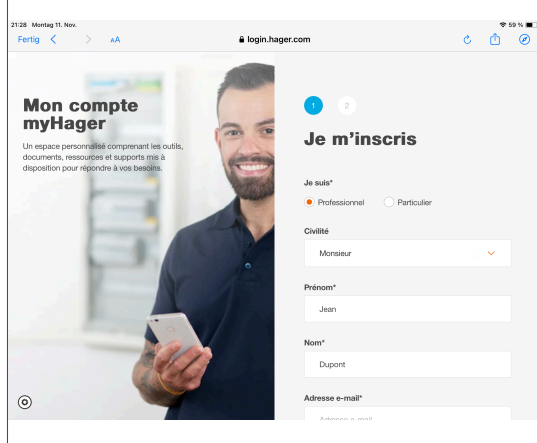 21:28 Montag 11. Nov.
59 %
Fertig
AA
login.hager.com
Mon compte
myHager
Un espace personnalisé comprenant les outils,
documents, ressources et supports mis à
disposition pour répondre à vos besoins.
1
2
Je m’inscris
Je suis*
Professionnel
Particulier
Civilité
Monsieur
Prénom*
Jean
Nom*
Dupont
Adresse e-mail*
Adresse e-mail